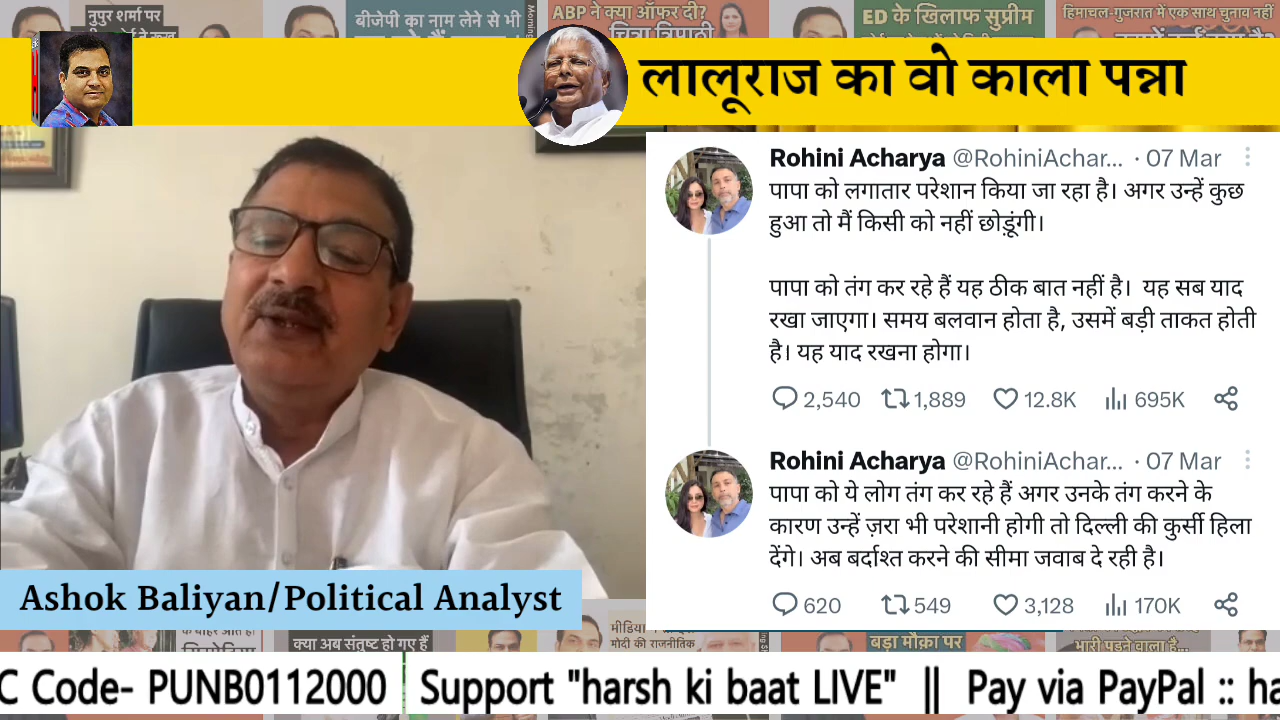 नुपुर शर्मा पर
बीजेपी का नाम लेने से भी
ABP ने क्या ऑफर दी?
चित्रा त्रिपाठी
ED के खिलाफ सुप्रीम
हिमाचल-गुजरात में एक साथ चुनाव नहीं
लालूराज का वो काला पन्ना
Rohini Acharya @RohiniAchar... · 07 Mar
पापा को लगातार परेशान किया जा रहा है। अगर उन्हें कुछ
हुआ तो मैं किसी को नहीं छोडूंगी।
पापा को तंग कर रहे हैं यह ठीक बात नहीं है। यह सब याद
रखा जाएगा। समय बलवान होता है, उसमें बड़ी ताकत होती
है। यह याद रखना होगा।
2,540 1,889 12.8K 695K
Rohini Acharya @RohiniAchar... · 07 Mar
पापा को ये लोग तंग कर रहे हैं अगर उनके तंग करने के
कारण उन्हें ज़रा भी परेशानी होगी तो दिल्ली की कुर्सी हिला
देंगे। अब बर्दाश्त करने की सीमा जवाब दे रही है।
620 549 3,128 170K
Ashok Baliyan/Political Analyst
क्या अब संतुष्ट हो गए हैं
मोदी की राजनीतिक
बड़ा मौक़ा पर
C Code- PUNB0112000 Support "harsh ki baat LIVE" || Pay via PayPal :: ha